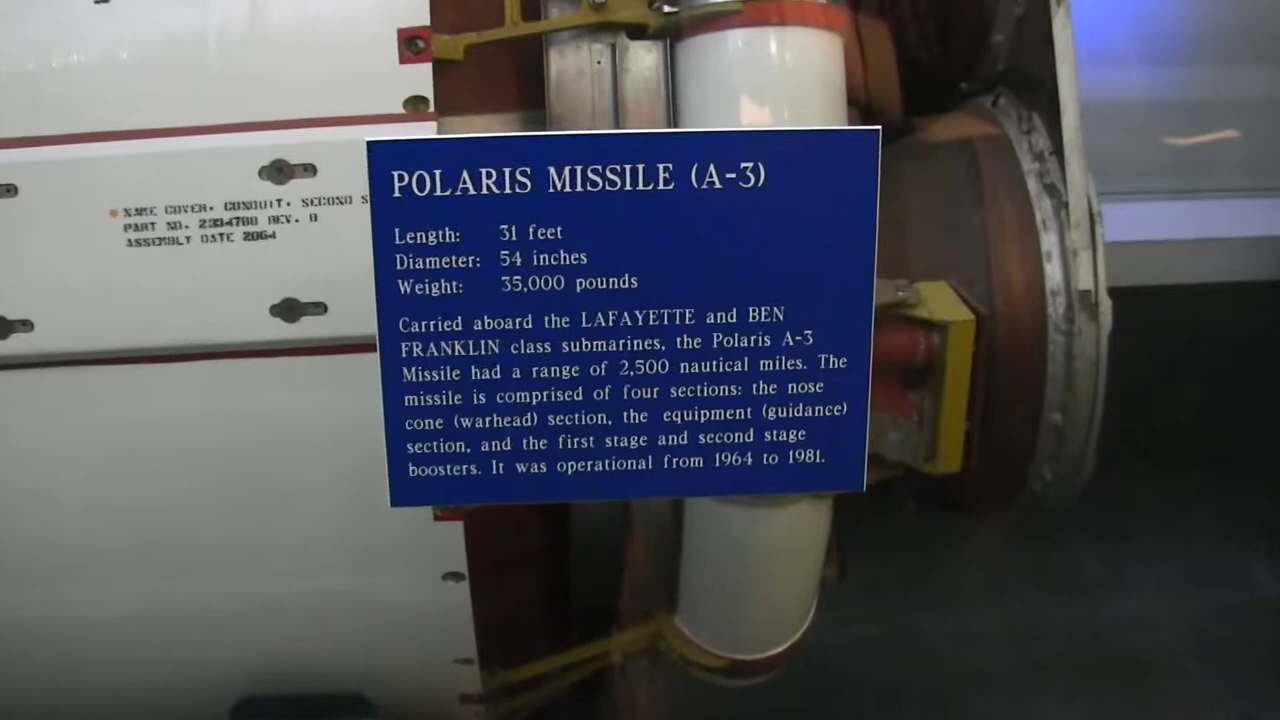 POLARIS MISSILE (A-3)
Length: 31 feet
Diameter: 54 inches
Weight: 35,000 pounds
Carried aboard the LAFAYETTE and BEN
FRANKLIN class submarines, the Polaris A-3
Missile had a range of 2,500 nautical miles. The
missile is comprised of four sections: the nose
cone (warhead) section, the equipment (guidance)
section, and the first stage and second stage
boosters. It was operational from 1964 to 1981.
NAME COVER, CONDUIT, SECOND S
PART NO. REV. B
ASSEMBLY DATE